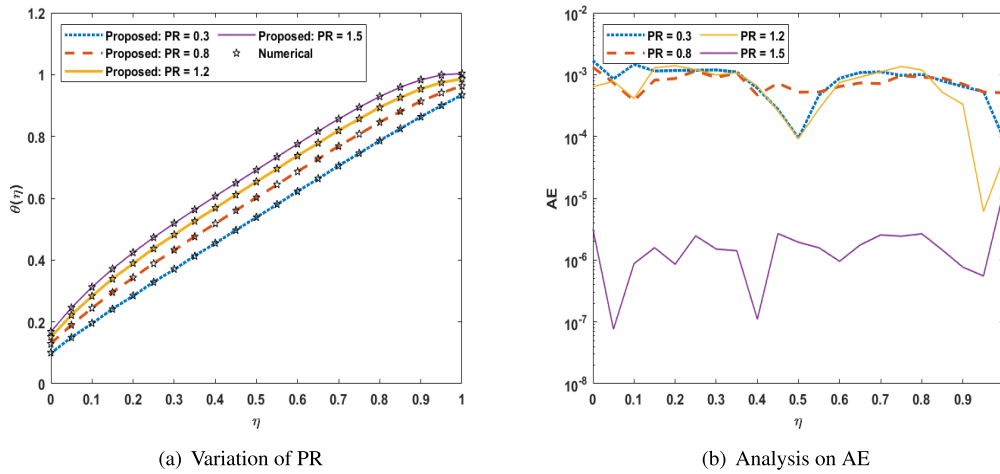 Proposed: PR = 0.3
Proposed: PR = 0.8
Proposed: PR = 1.2
Proposed: PR = 1.5
Numerical
1.2
1
0.8
0.6
0.4
0.2
0
θ(η)
0 0.1 0.2 0.3 0.4 0.5 0.6 0.7 0.8 0.9 1
η
(a) Variation of PR
PR = 0.3
PR = 0.8
PR = 1.2
PR = 1.5
10⁻²
10⁻³
10⁻⁴
10⁻⁵
10⁻⁶
10⁻⁷
10⁻⁸
AE
0 0.1 0.2 0.3 0.4 0.5 0.6 0.7 0.8 0.9
η
(b) Analysis on AE